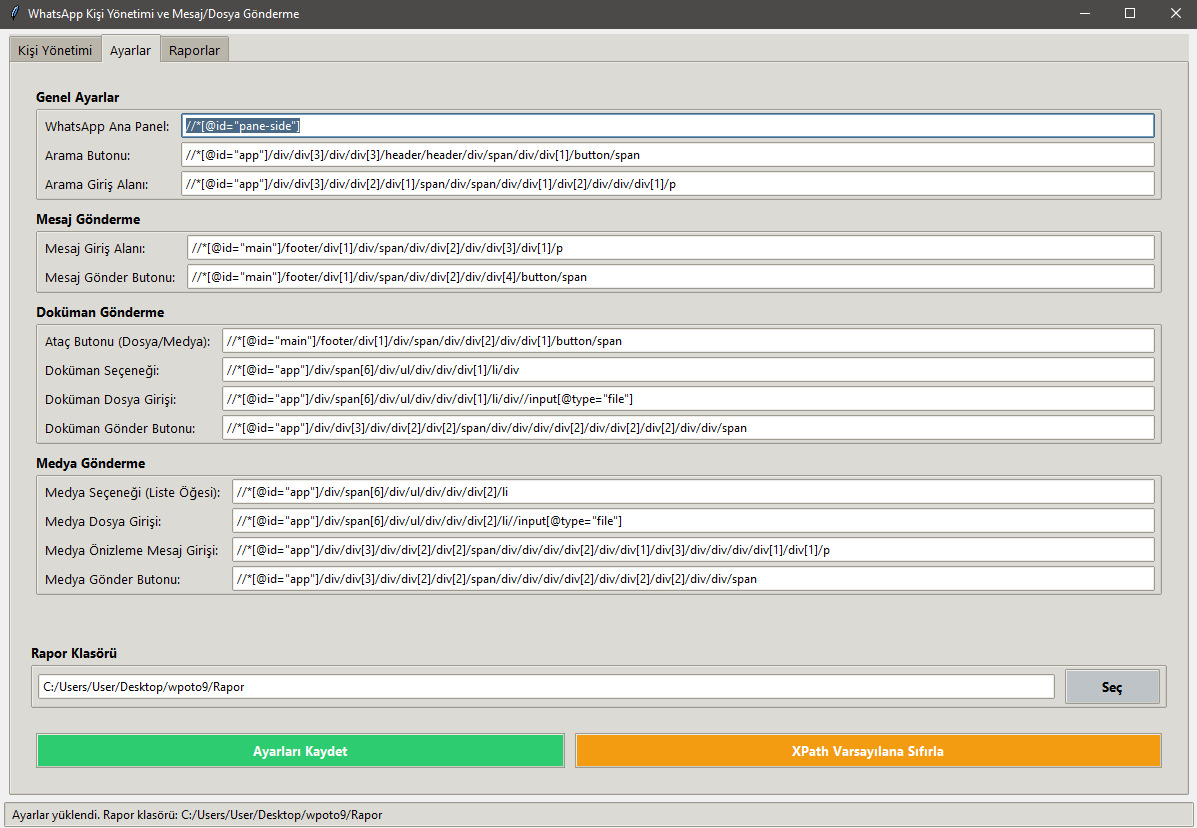 WhatsApp Kişi Yönetimi ve Mesaj/Dosya Gönderme
Kişi Yönetimi Ayarlar Raporlar
Genel Ayarlar
WhatsApp Ana Panel: //*[@id="pane-side"]
Arama Butonu: //*[@id="app"]/div/div[3]/div/div[3]/header/header/div/span/div/div[1]/button/span
Arama Giriş Alanı: //*[@id="app"]/div/div[3]/div/div[2]/div[1]/span/div/span/div/div[1]/div[2]/div/div/div[1]/p
Mesaj Gönderme
Mesaj Giriş Alanı: //*[@id="main"]/footer/div[1]/div/span/div/div[2]/div/div[3]/div[1]/p
Mesaj Gönder Butonu: //*[@id="main"]/footer/div[1]/div/span/div/div[2]/div/div[4]/button/span
Doküman Gönderme
Ataç Butonu (Dosya/Medya): //*[@id="main"]/footer/div[1]/div/span/div/div[2]/div/div[1]/button/span
Doküman Seçeneği: //*[@id="app"]/div/span[6]/div/ul/div/div/div[1]/li/div
Doküman Dosya Girişi: //*[@id="app"]/div/span[6]/div/ul/div/div/div[1]/li/div//input[@type="file"]
Doküman Gönder Butonu: //*[@id="app"]/div/div[3]/div/div[2]/div[2]/span/div/div/div/div[2]/div/div[2]/div[2]/div/div/span
Medya Gönderme
Medya Seçeneği (Liste Öğesi): //*[@id="app"]/div/span[6]/div/ul/div/div/div[2]/li
Medya Dosya Girişi: //*[@id="app"]/div/span[6]/div/ul/div/div/div[2]/li//input[@type="file"]
Medya Önizleme Mesaj Girişi: //*[@id="app"]/div/div[3]/div/div[2]/div[2]/span/div/div/div/div[2]/div/div[1]/div[3]/div/div/div/div[1]/div[1]/p
Medya Gönder Butonu: //*[@id="app"]/div/div[3]/div/div[2]/div[2]/span/div/div/div/div[2]/div/div[2]/div[2]/div/div/span
Rapor Klasörü
C:/Users/User/Desktop/wpoto9/Rapor Seç
Ayarları Kaydet XPath Varsayılana Sıfırla
Ayarlar yüklendi. Rapor klasörü: C:/Users/User/Desktop/wpoto9/Rapor